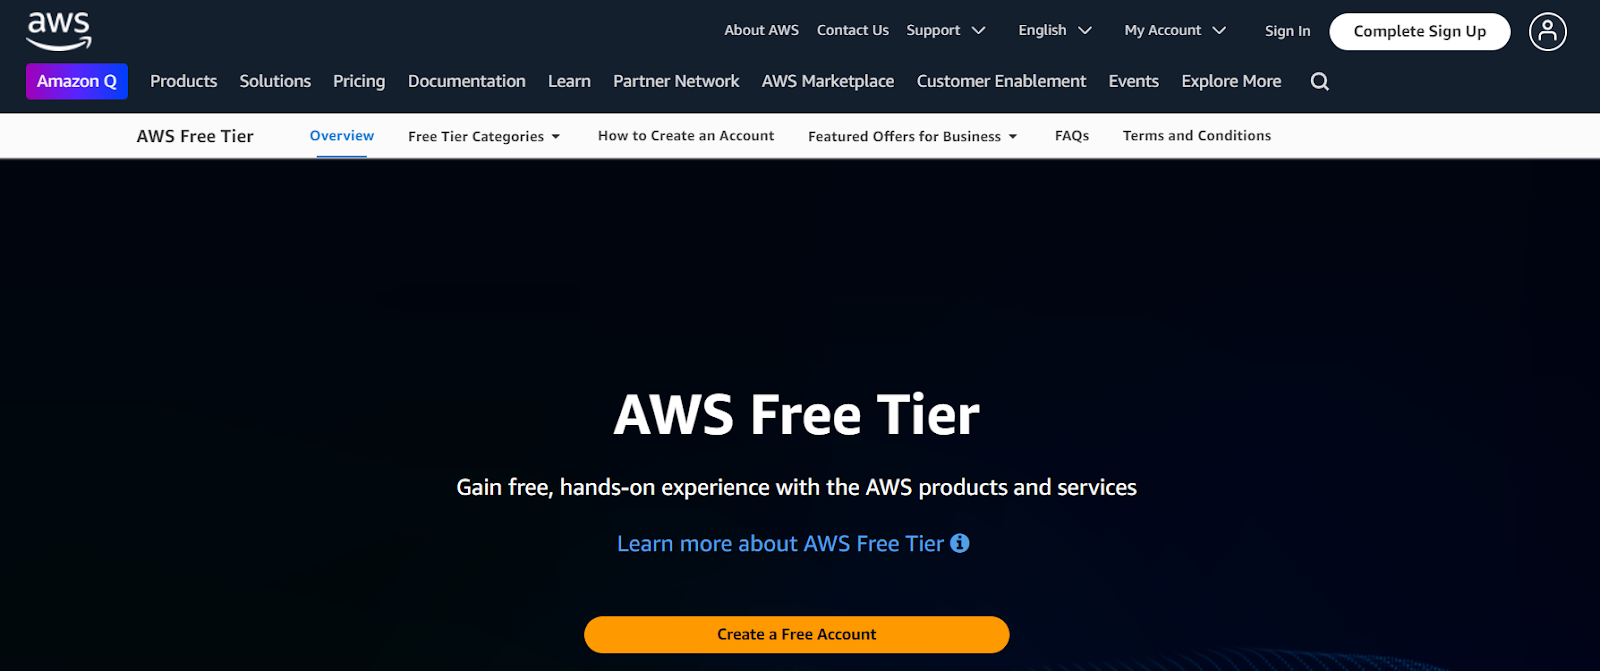 aws
About AWS Contact Us Support English My Account Sign In Complete Sign Up
Amazon Q Products Solutions Pricing Documentation Learn Partner Network AWS Marketplace Customer Enablement Events Explore More
AWS Free Tier Overview Free Tier Categories How to Create an Account Featured Offers for Business FAQs Terms and Conditions
AWS Free Tier
Gain free, hands-on experience with the AWS products and services
Learn more about AWS Free Tier
Create a Free Account